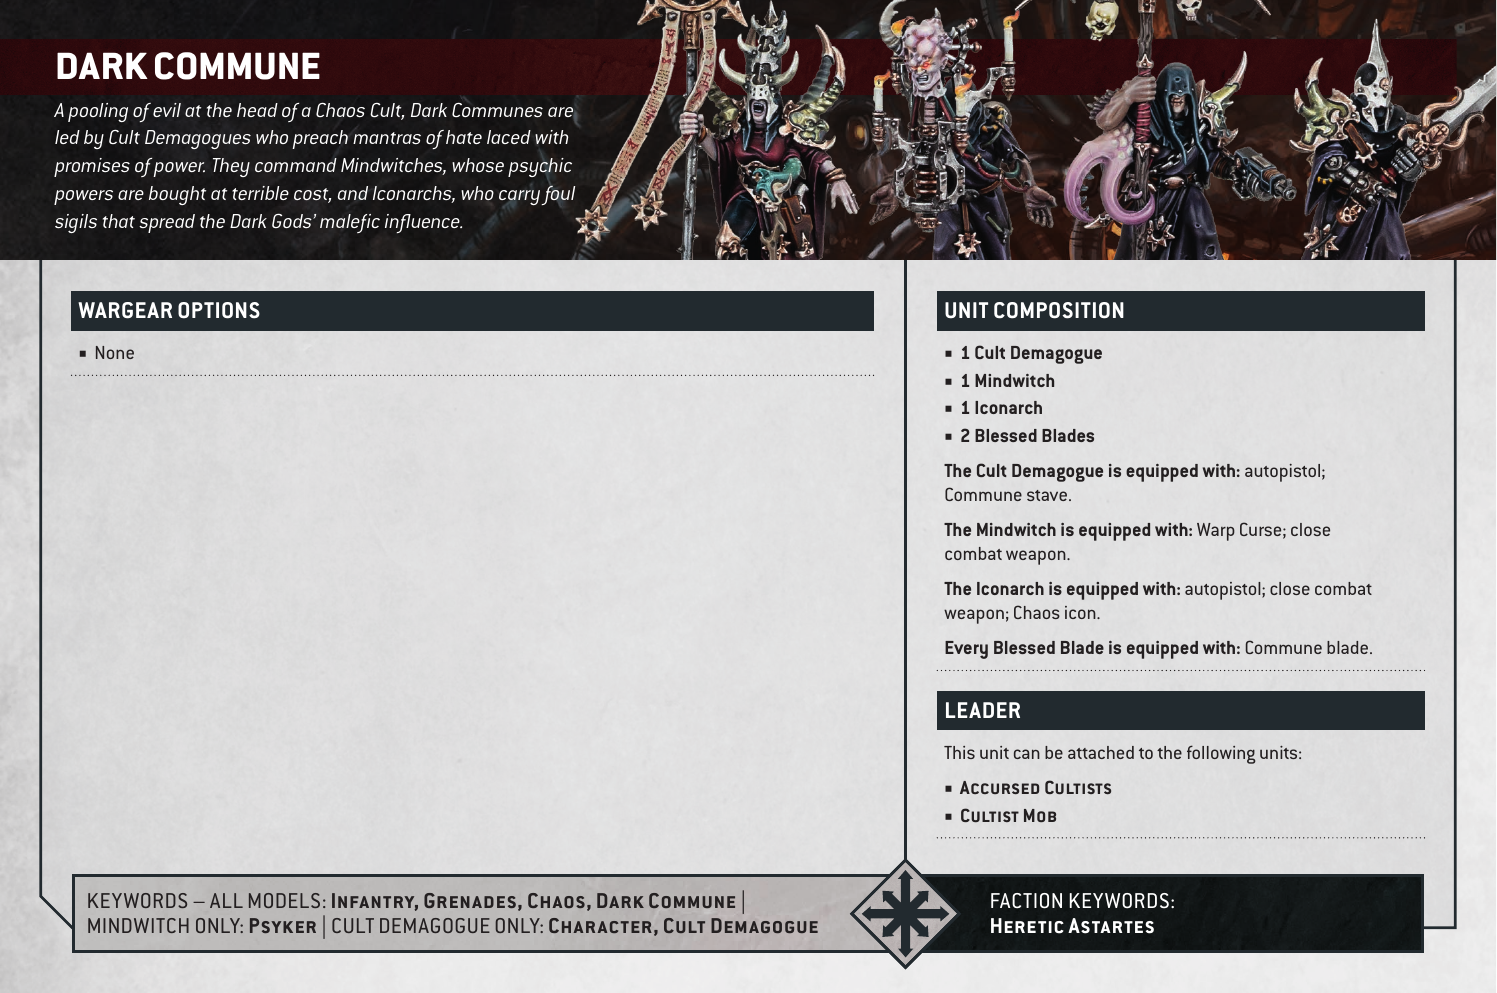 DARK COMMUNE
A pooling of evil at the head of a Chaos Cult, Dark Communes are
led by Cult Demagogues who preach mantras of hate laced with
promises of power. They command Mindwitches, whose psychic
powers are bought at terrible cost, and Iconarchs, who carry foul
sigils that spread the Dark Gods’ malefic influence.
WARGEAR OPTIONS
▪ None
UNIT COMPOSITION
▪ 1 Cult Demagogue
▪ 1 Mindwitch
▪ 1 Iconarch
▪ 2 Blessed Blades
The Cult Demagogue is equipped with: autopistol;
Commune stave.
The Mindwitch is equipped with: Warp Curse; close
combat weapon.
The Iconarch is equipped with: autopistol; close combat
weapon; Chaos icon.
Every Blessed Blade is equipped with: Commune blade.
LEADER
This unit can be attached to the following units:
▪ Accursed Cultists
▪ Cultist Mob
KEYWORDS – ALL MODELS: Infantry, Grenades, Chaos, Dark Commune |
MINDWITCH ONLY: Psyker | CULT DEMAGOGUE ONLY: Character, Cult Demagogue
FACTION KEYWORDS:
Heretic Astartes